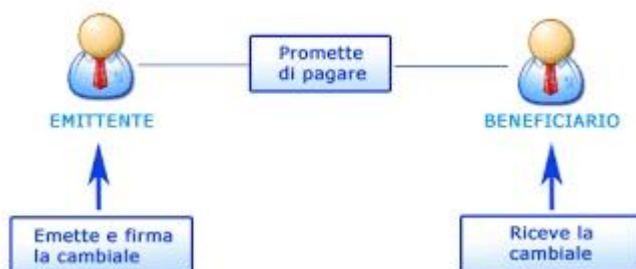 Promette
di pagare
EMITTENTE
BENEFICIARIO
Emette e firma
la cambiale
Riceve la
cambiale